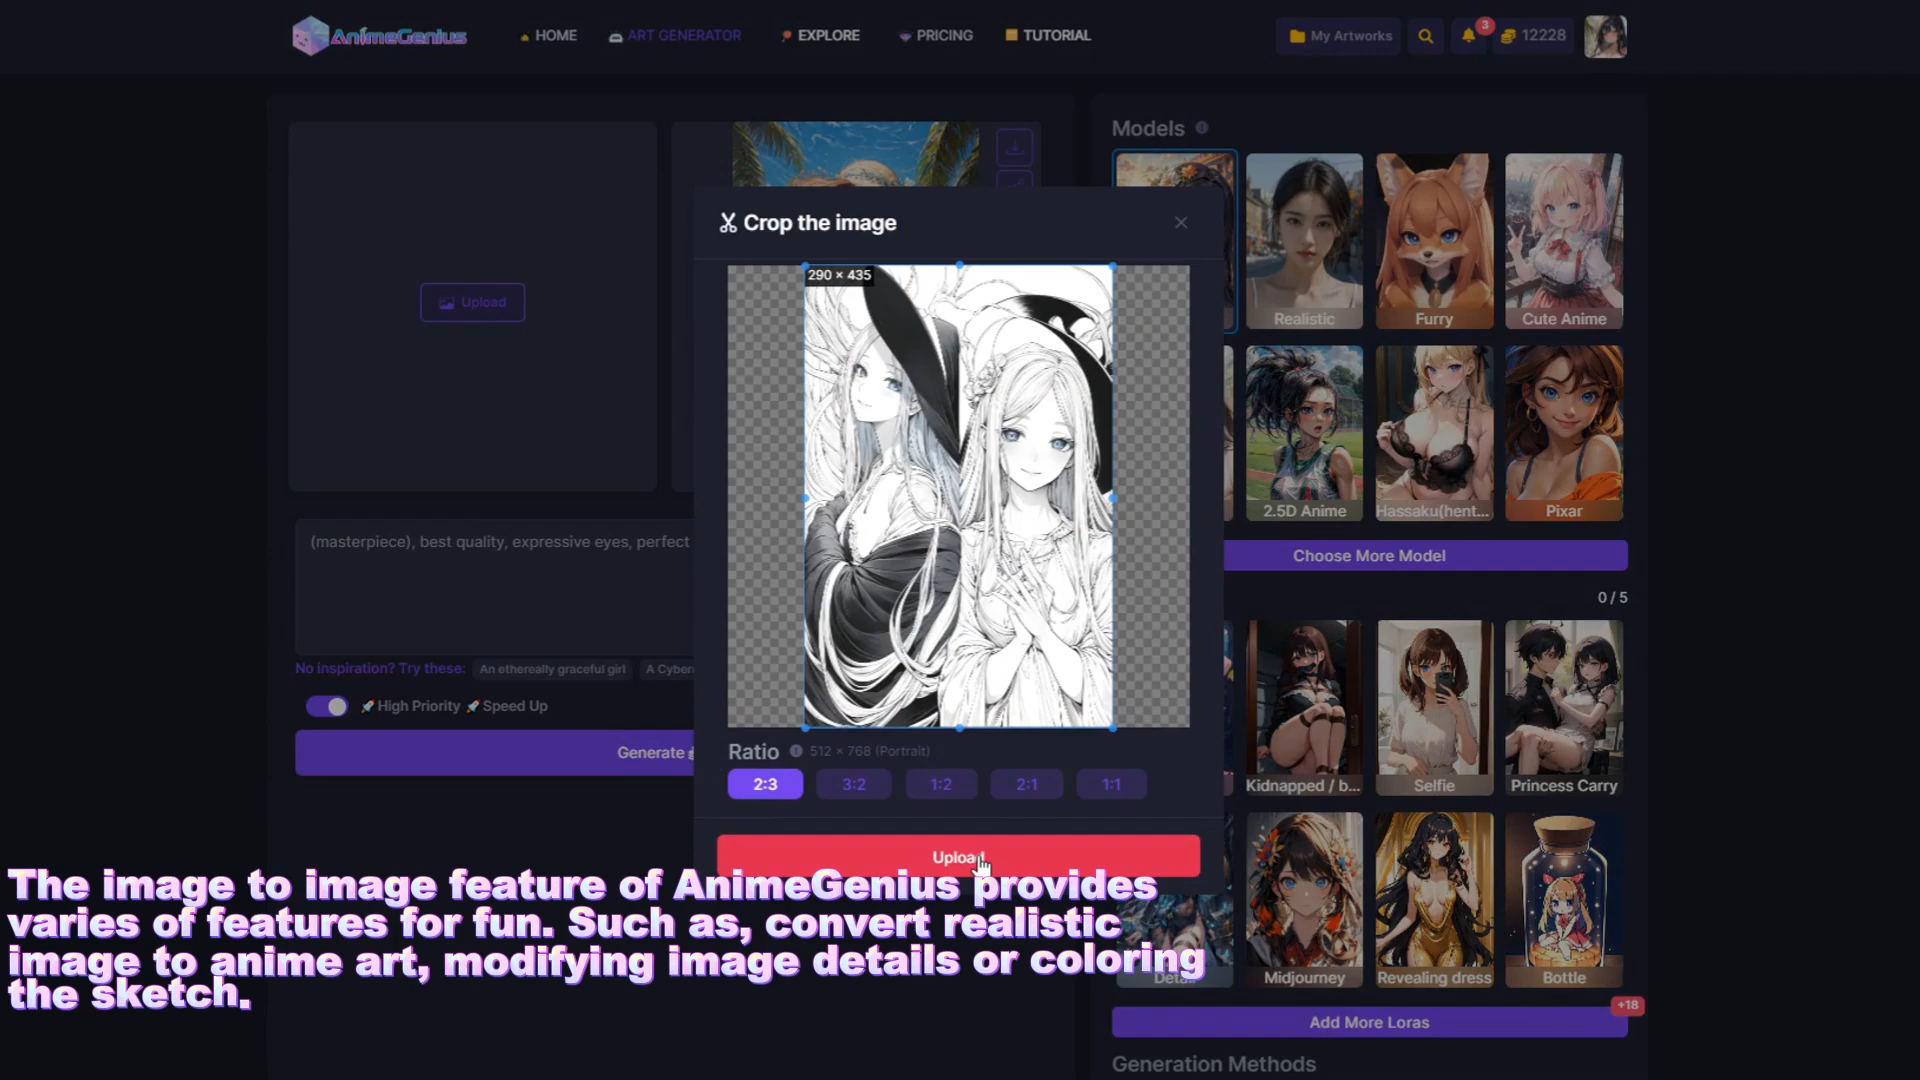 AnimeGenius
HOME
ART GENERATOR
EXPLORE
PRICING
TUTORIAL
My Artworks
3
12228
Models
Crop the image
290 × 435
Upload
Realistic
Furry
Cute Anime
2.5D Anime
Hassaku(hent...
Pixar
(masterpiece), best quality, expressive eyes, perfect
Choose More Model
0 / 5
No inspiration? Try these:
An ethereally graceful girl
A Cyber
High Priority
Speed Up
Generate
Ratio
512 × 768 (Portrait)
2:3
3:2
1:2
2:1
1:1
Kidnapped / b...
Selfie
Princess Carry
Upload
The image to image feature of AnimeGenius provides
varies of features for fun. Such as, convert realistic
image to anime art, modifying image details or coloring
the sketch.
Midjourney
Revealing dress
Bottle
+18
Add More Loras
Generation Methods